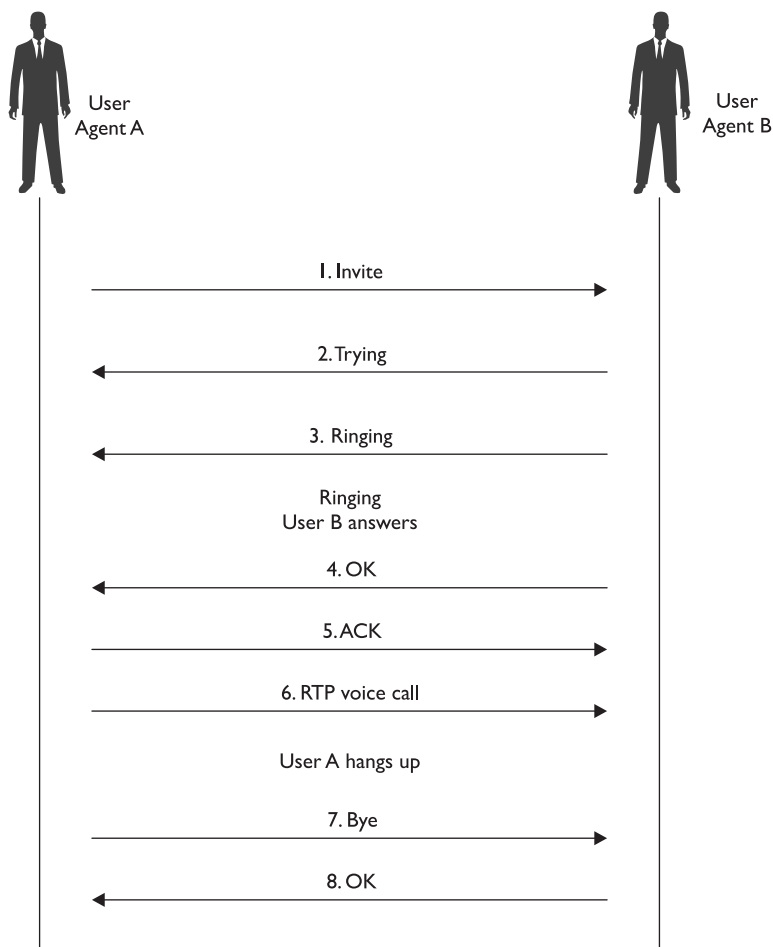 User
Agent A
User
Agent B
1. Invite
2. Trying
3. Ringing
Ringing
User B answers
4. OK
5. ACK
6. RTP voice call
User A hangs up
7. Bye
8. OK